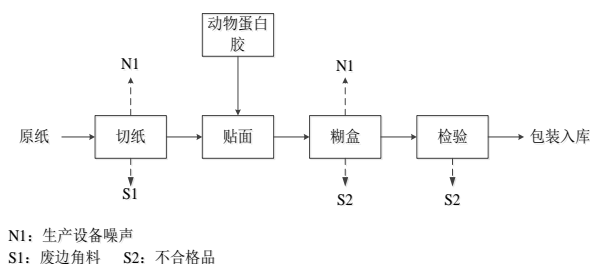 动物蛋白
胶
N1
N1
原纸
切纸
贴面
糊盒
检验
包装入库
S1
S2
S2
N1：生产设备噪声
S1：废边角料 S2：不合格品